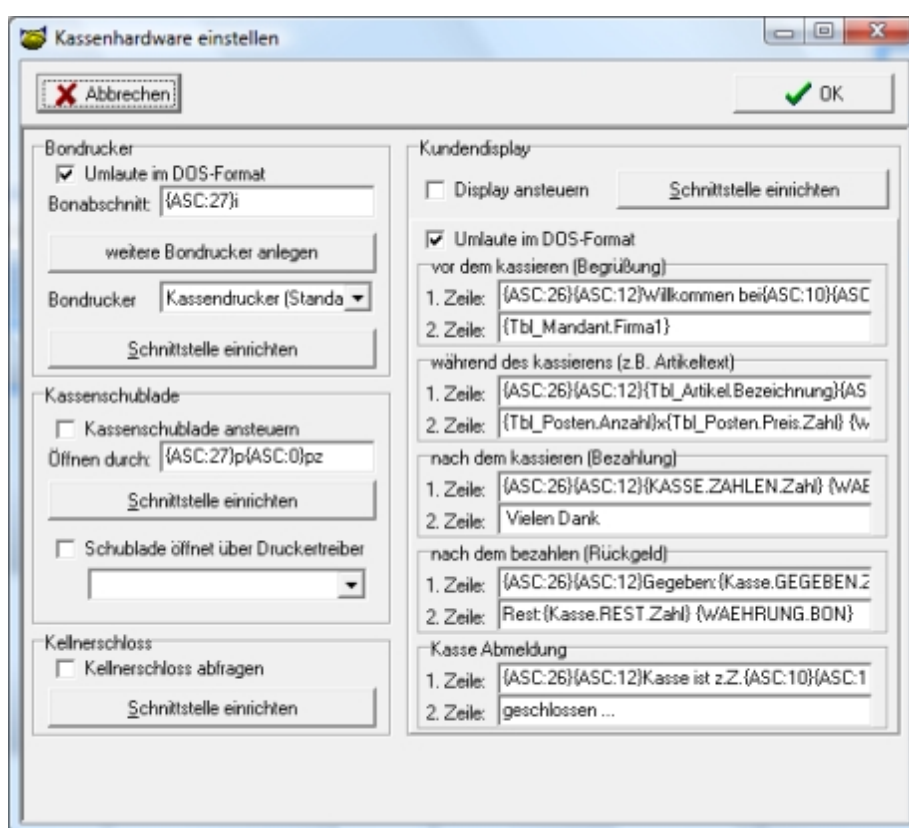 Kassenhardware einstellen
Abbrechen
OK
Bondrucker
Umlaute im DOS-Format
Bonabschnitt: {ASC:27}i
weitere Bondrucker anlegen
Bondrucker Kassendrucker (Standa
Schnittstelle einrichten
Kassenschublade
Kassenschublade ansteuern
Öffnen durch: {ASC:27}p{ASC:0}pz
Schnittstelle einrichten
Schublade öffnet über Druckertreiber
Kellnerschloss
Kellnerschloss abfragen
Schnittstelle einrichten
Kundendisplay
Display ansteuern
Schnittstelle einrichten
Umlaute im DOS-Format
vor dem kassieren (Begrüßung)
1. Zeile: {ASC:26}{ASC:12}Willkommen bei{ASC:10}{ASC
2. Zeile: {Tbl_Mandant.Firma1}
während des kassierens (z.B. Artikeltext)
1. Zeile: {ASC:26}{ASC:12}{Tbl_Artikel.Bezeichnung}{AS
2. Zeile: {Tbl_Posten.Anzahl}x{Tbl_Posten.Preis.Zahl} {W
nach dem kassieren (Bezahlung)
1. Zeile: {ASC:26}{ASC:12}{KASSE.ZAHLEN.Zahl} {WAE
2. Zeile: Vielen Dank
nach dem bezahlen (Rückgeld)
1. Zeile: {ASC:26}{ASC:12}Gegeben:{Kasse.GEGEBEN.Z
2. Zeile: Rest:{Kasse.REST.Zahl} {WAEHRUNG.BON}
Kasse Abmeldung
1. Zeile: {ASC:26}{ASC:12}Kasse ist z.Z.{ASC:10}{ASC:1
2. Zeile: geschlossen ...